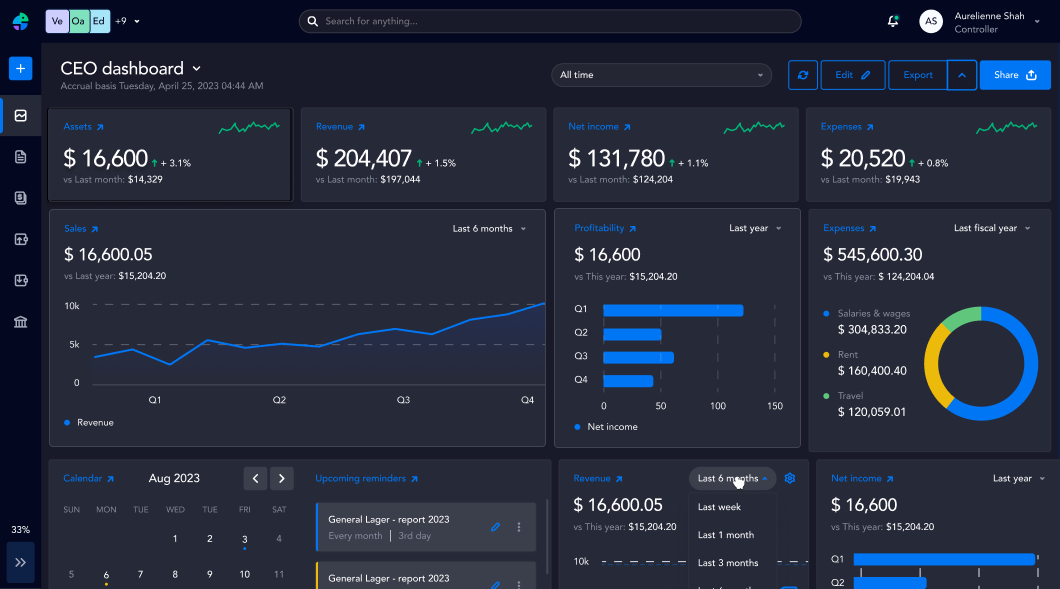 Ve Oa Ed +9
Search for anything...
AS
Aurelienne Shah
Controller
CEO dashboard
Accrual basis Tuesday, April 25, 2023 04:44 AM
All time
Edit
Export
Share
Assets
$ 16,600 + 3.1%
vs Last month: $14,329
Revenue
$ 204,407 + 1.5%
vs Last month: $197,044
Net income
$ 131,780 + 1.1%
vs Last month: $124,204
Expenses
$ 20,520 + 0.8%
vs Last month: $19,943
Sales
Last 6 months
$ 16,600.05
vs Last year: $15,204.20
10k
5k
0
Q1 Q2 Q3 Q4
Revenue
Profitability
Last year
$ 16,600
vs This year: $15,204.20
Q1
Q2
Q3
Q4
0 50 100 150
Net income
Expenses
Last fiscal year
$ 545,600.30
vs This year: $ 124,204.04
Salaries & wages
$ 304,833.20
Rent
$ 160,400.40
Travel
$ 120,059.01
33%
Calendar
Aug 2023
SUN MON TUE WED TUE FRI SAT
1 2 3 4
5 6 7 8 9 10 11
Upcoming reminders
General Lager - report 2023
Every month | 3rd day
General Lager - report 2023
Revenue
Last 6 months
$ 16,600.05
vs This year: $15,204.20
10k
Last week
Last 1 month
Last 3 months
Net income
Last year
$ 16,600
vs This year: $15,204.20
Q1
Q2